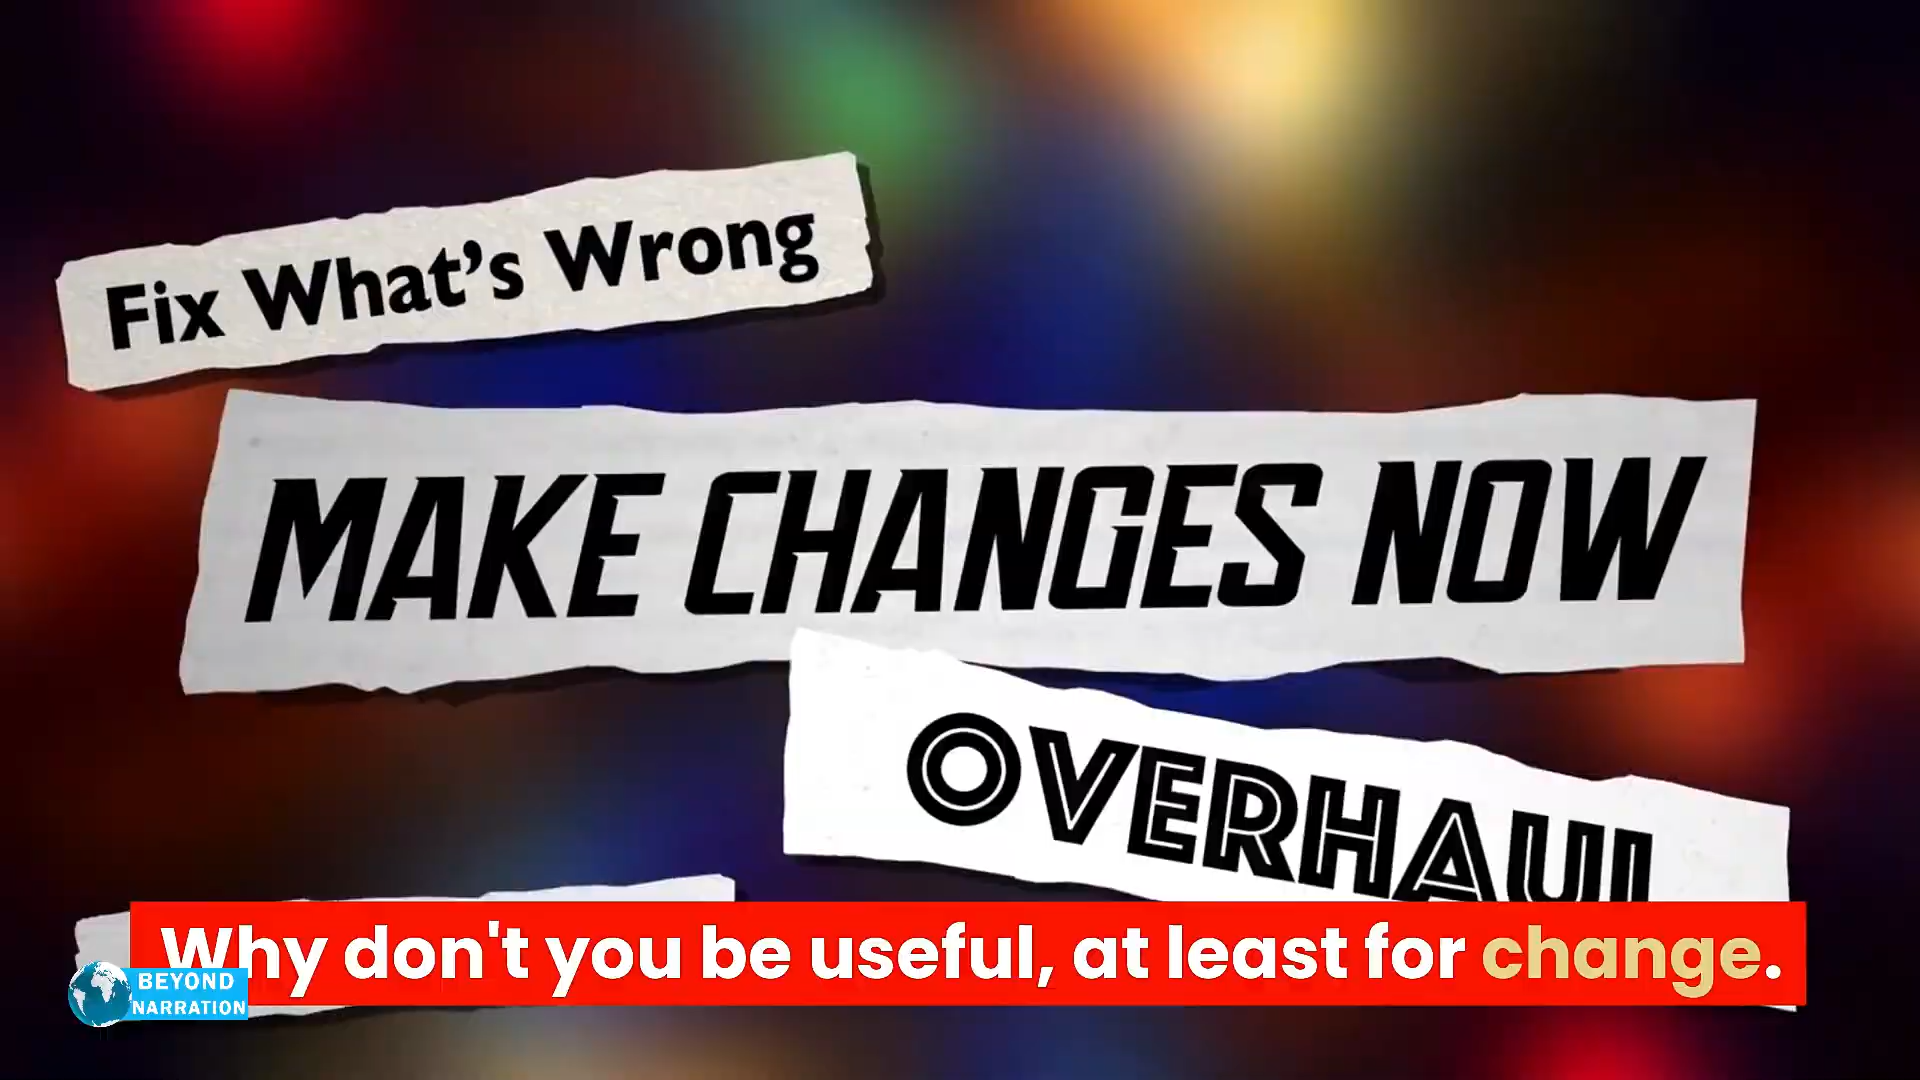 Fix What's Wrong
MAKE CHANGES NOW
OVERHAUL
Why don't you be useful, at least for change.
BEYOND
NARRATION